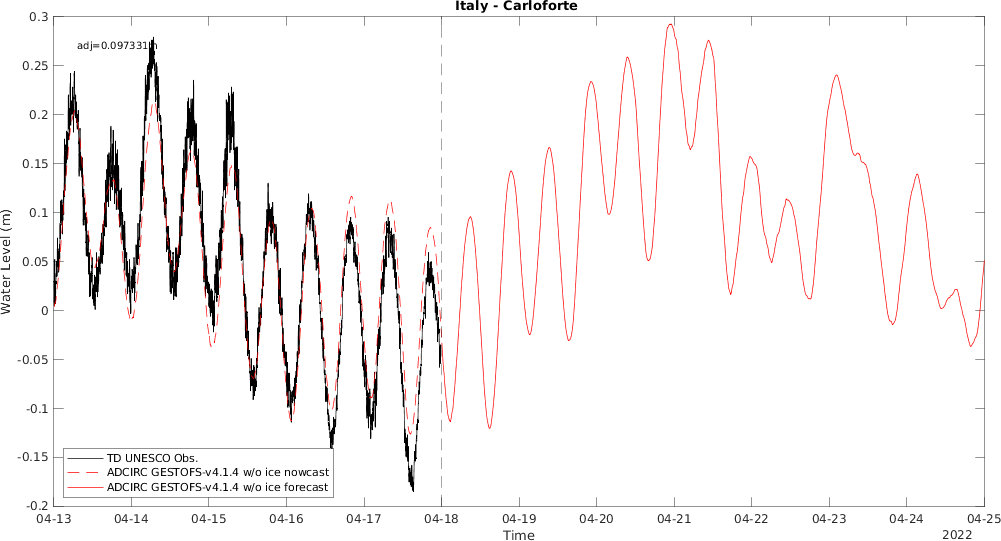 Italy - Carloforte
adj=0.097331m
0.3
0.25
0.2
0.15
0.1
0.05
0
-0.05
-0.1
-0.15
-0.2
Water Level (m)
TD UNESCO Obs.
ADCIRC GESTOFS-v4.1.4 w/o ice nowcast
ADCIRC GESTOFS-v4.1.4 w/o ice forecast
04-13 04-14 04-15 04-16 04-17 04-18 04-19 04-20 04-21 04-22 04-23 04-24 04-25
Time
2022